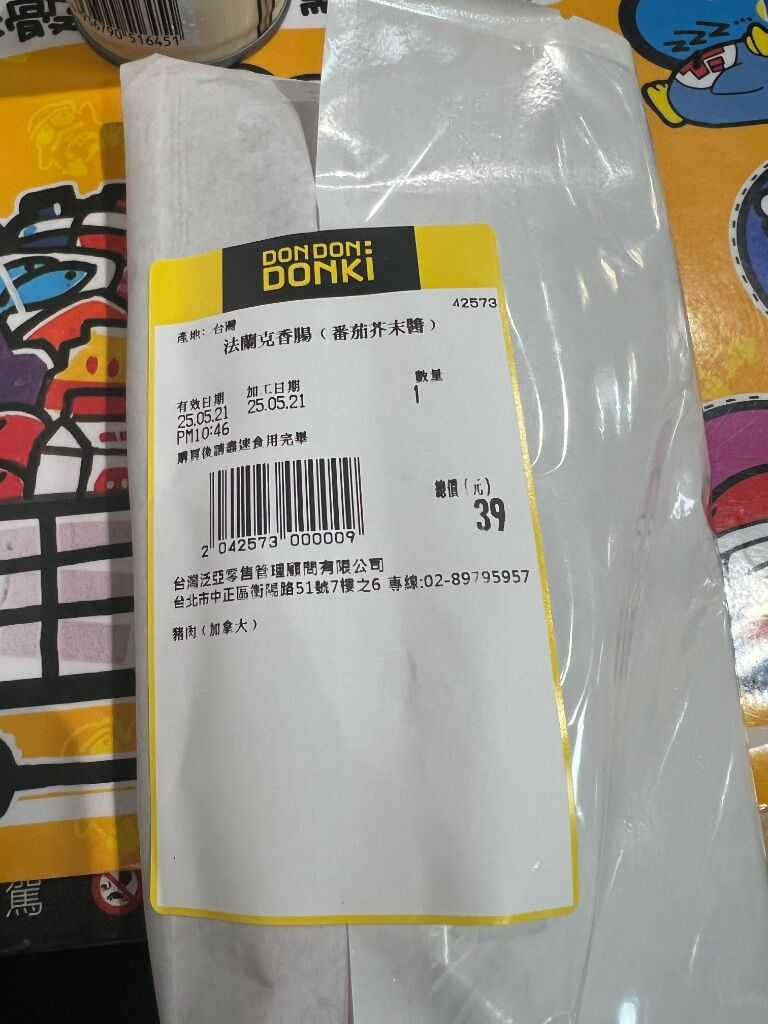 516451
zzz
DON DON:
DONKI
42573
產地: 台灣
法蘭克香腸(番茄芥末醬)
有效日期 加工日期 數量
25.05.21 25.05.21 1
PM10:46
購買後請盡速食用完畢
總價(元)
39
2 042573 000009
台灣泛亞零售管理顧問有限公司
台北市中正區衡陽路51號7樓之6 專線:02-89795957
豬肉(加拿大)
駕